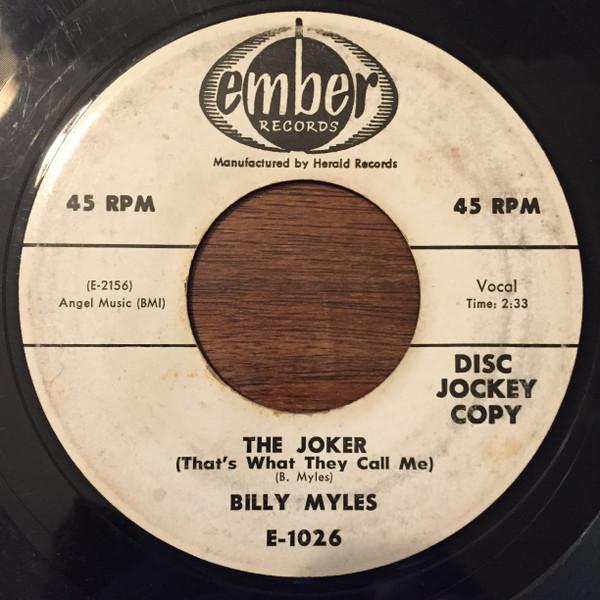 ember
RECORDS
Manufactured by Herald Records
45 RPM
45 RPM
(E-2156)
Angel Music (BMI)
Vocal
Time: 2:33
DISC
JOCKEY
COPY
THE JOKER
(That's What They Call Me)
(B. Myles)
BILLY MYLES
E-1026